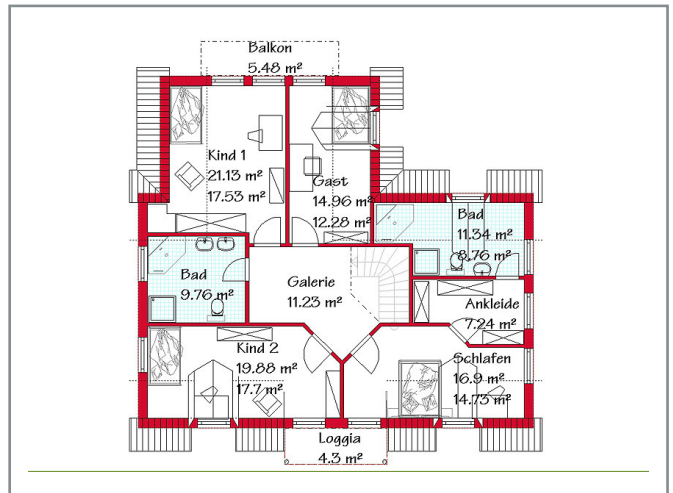 Balkon
5.48 m²
Kind 1
21.13 m²
17.53 m²
Gast
14.96 m²
12.28 m²
Bad
11.34 m²
8.76 m²
Bad
9.76 m²
Galerie
11.23 m²
Ankleide
7.24 m²
Kind 2
19.88 m²
17.7 m²
Schlafen
16.9 m²
14.73 m²
Loggia
4.3 m²